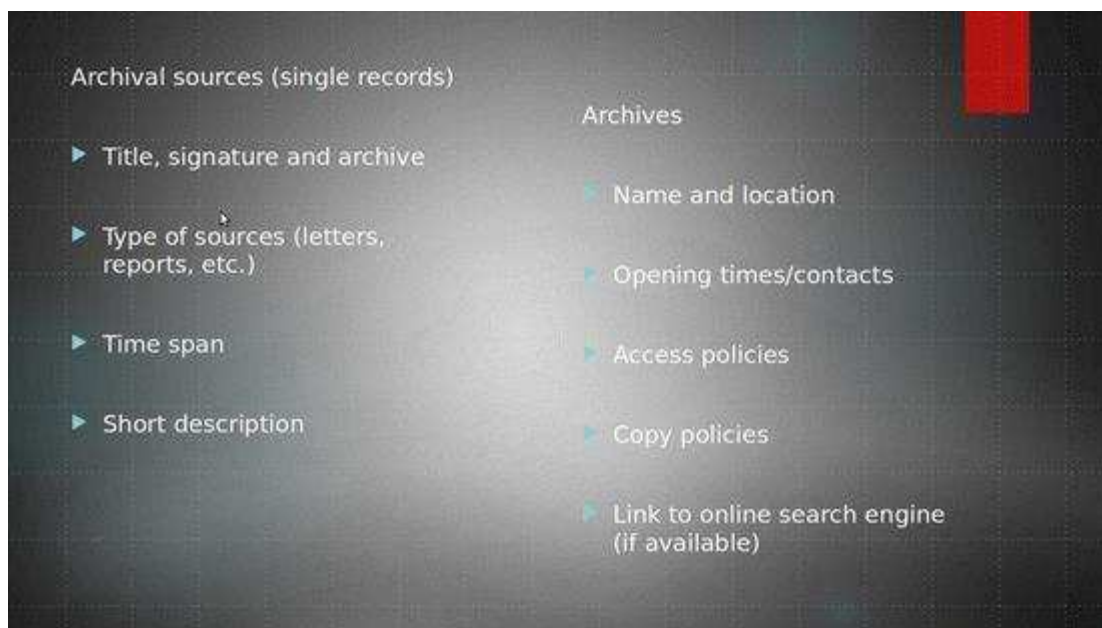 Archival sources (single records)
Title, signature and archive
Type of sources (letters,
reports, etc.)
Time span
Short description
Archives
Name and location
Opening times/contacts
Access policies
Copy policies
Link to online search engine
(if available)